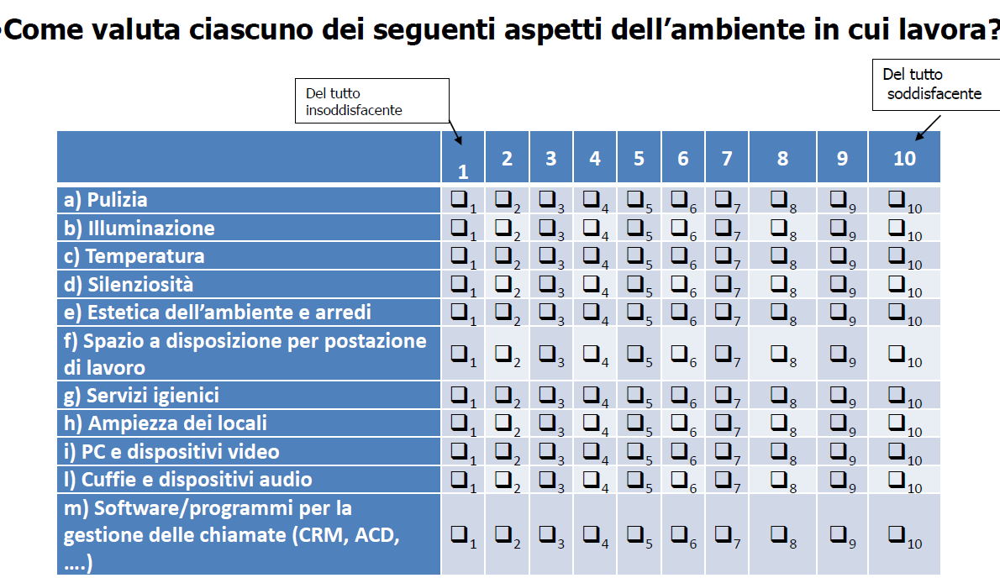 •Come valuta ciascuno dei seguenti aspetti dell’ambiente in cui lavora?
Del tutto
insoddisfacente
Del tutto
soddisfacente
1 2 3 4 5 6 7 8 9 10
a) Pulizia ❑1 ❑2 ❑3 ❑4 ❑5 ❑6 ❑7 ❑8 ❑9 ❑10
b) Illuminazione ❑1 ❑2 ❑3 ❑4 ❑5 ❑6 ❑7 ❑8 ❑9 ❑10
c) Temperatura ❑1 ❑2 ❑3 ❑4 ❑5 ❑6 ❑7 ❑8 ❑9 ❑10
d) Silenziosità ❑1 ❑2 ❑3 ❑4 ❑5 ❑6 ❑7 ❑8 ❑9 ❑10
e) Estetica dell’ambiente e arredi ❑1 ❑2 ❑3 ❑4 ❑5 ❑6 ❑7 ❑8 ❑9 ❑10
f) Spazio a disposizione per postazione
di lavoro ❑1 ❑2 ❑3 ❑4 ❑5 ❑6 ❑7 ❑8 ❑9 ❑10
g) Servizi igienici ❑1 ❑2 ❑3 ❑4 ❑5 ❑6 ❑7 ❑8 ❑9 ❑10
h) Ampiezza dei locali ❑1 ❑2 ❑3 ❑4 ❑5 ❑6 ❑7 ❑8 ❑9 ❑10
i) PC e dispositivi video ❑1 ❑2 ❑3 ❑4 ❑5 ❑6 ❑7 ❑8 ❑9 ❑10
l) Cuffie e dispositivi audio ❑1 ❑2 ❑3 ❑4 ❑5 ❑6 ❑7 ❑8 ❑9 ❑10
m) Software/programmi per la
gestione delle chiamate (CRM, ACD, ❑1 ❑2 ❑3 ❑4 ❑5 ❑6 ❑7 ❑8 ❑9 ❑10
….)